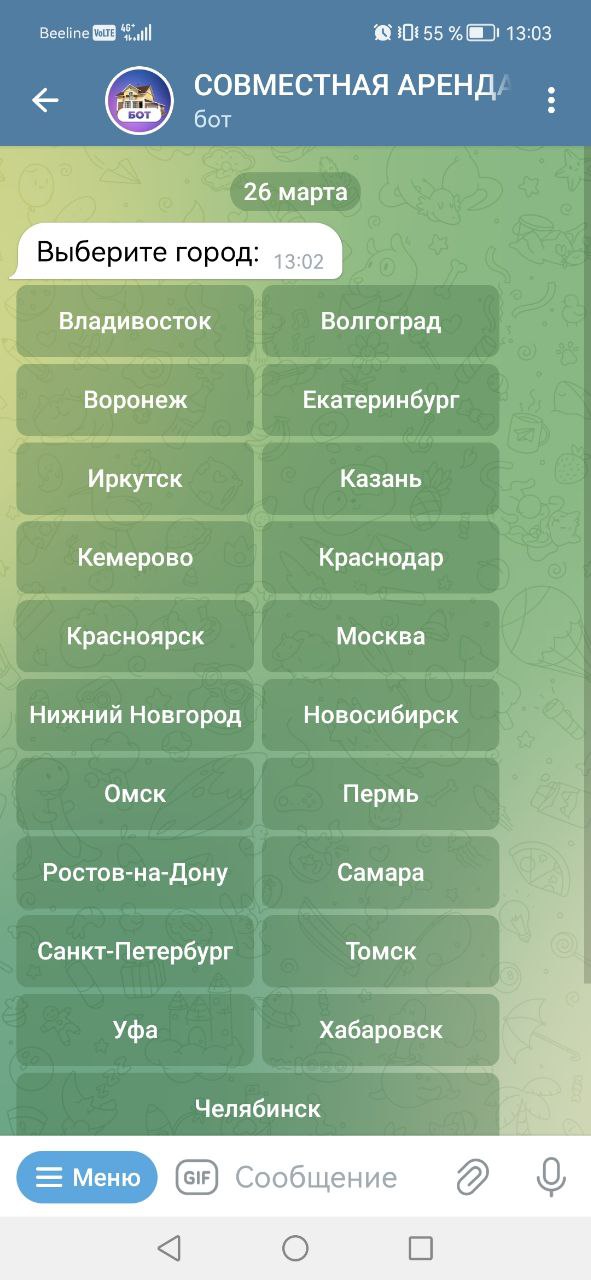 Beeline VoLTE 4G+ 55 % 13:03
БОТ
СОВМЕСТНАЯ АРЕНДА
бот
26 марта
Выберите город: 13:02
Владивосток Волгоград
Воронеж Екатеринбург
Иркутск Казань
Кемерово Краснодар
Красноярск Москва
Нижний Новгород Новосибирск
Омск Пермь
Ростов-на-Дону Самара
Санкт-Петербург Томск
Уфа Хабаровск
Челябинск
Меню GIF Сообщение